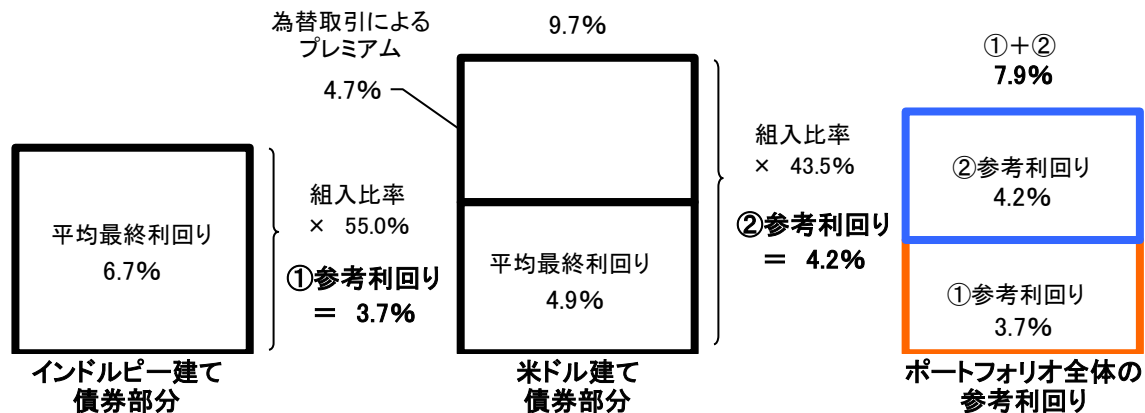 為替取引による
プレミアム
4.7%
9.7%
①+②
7.9%
平均最終利回り
6.7%
組入比率
× 55.0%
①参考利回り
= 3.7%
平均最終利回り
4.9%
組入比率
× 43.5%
②参考利回り
= 4.2%
②参考利回り
4.2%
①参考利回り
3.7%
インドルピー建て
債券部分
米ドル建て
債券部分
ポートフォリオ全体の
参考利回り